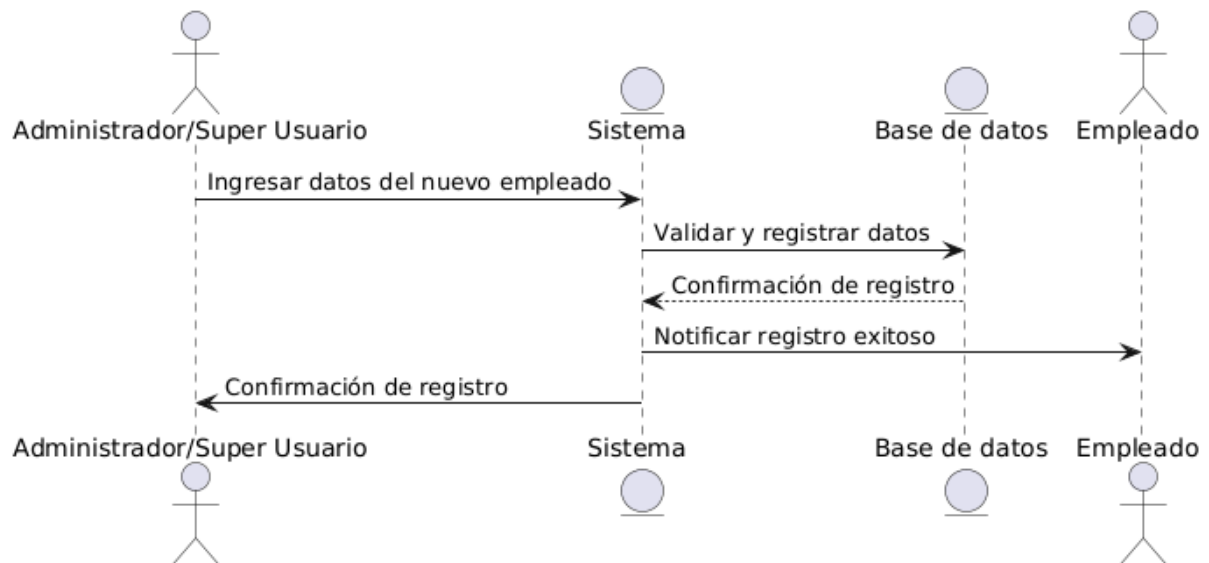 Administrador/Super Usuario
Sistema
Base de datos
Empleado
Ingresar datos del nuevo empleado
Validar y registrar datos
Confirmación de registro
Notificar registro exitoso
Confirmación de registro
Administrador/Super Usuario
Sistema
Base de datos
Empleado